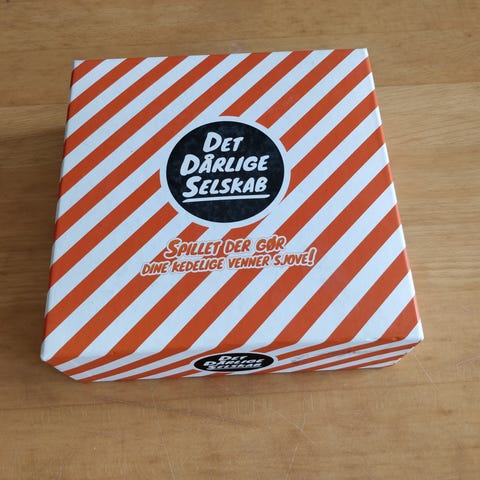 DET
DÅRLIGE
SELSKAB
SPILLET DER GØR
DINE KEDELIGE VENNER SJOVE!
DET
DÅRLIGE
SELSKAB